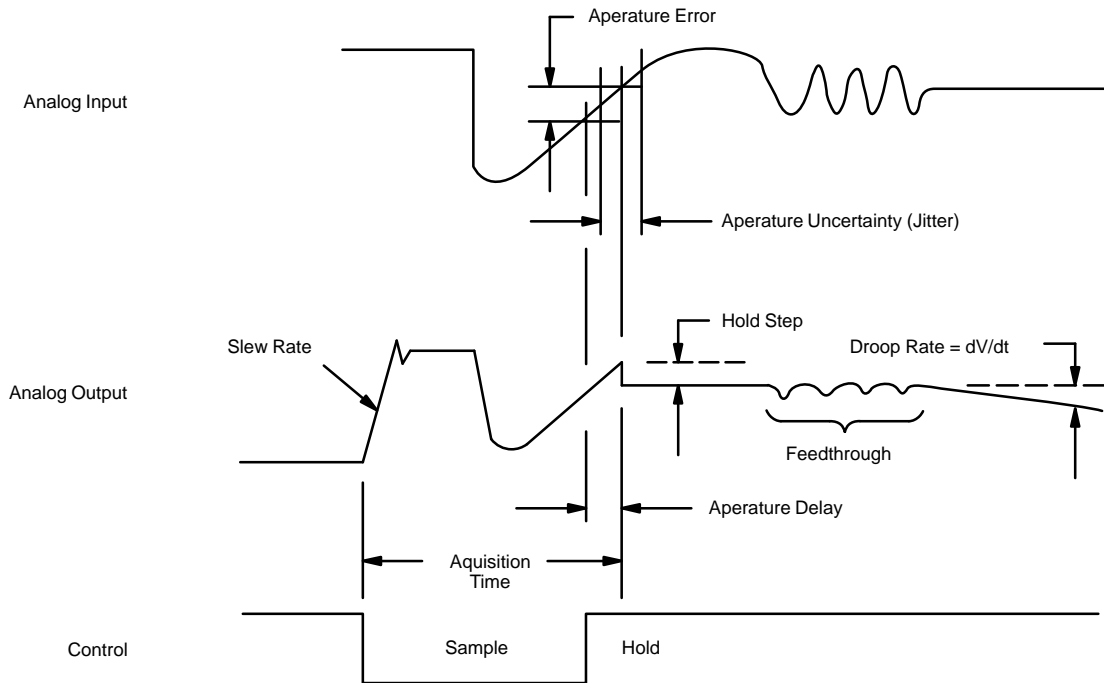 Aperature Error
Analog Input
Aperature Uncertainty (Jitter)
Hold Step
Slew Rate
Droop Rate = dV/dt
Analog Output
Feedthrough
Aperature Delay
Aquisition
Time
Control
Sample
Hold